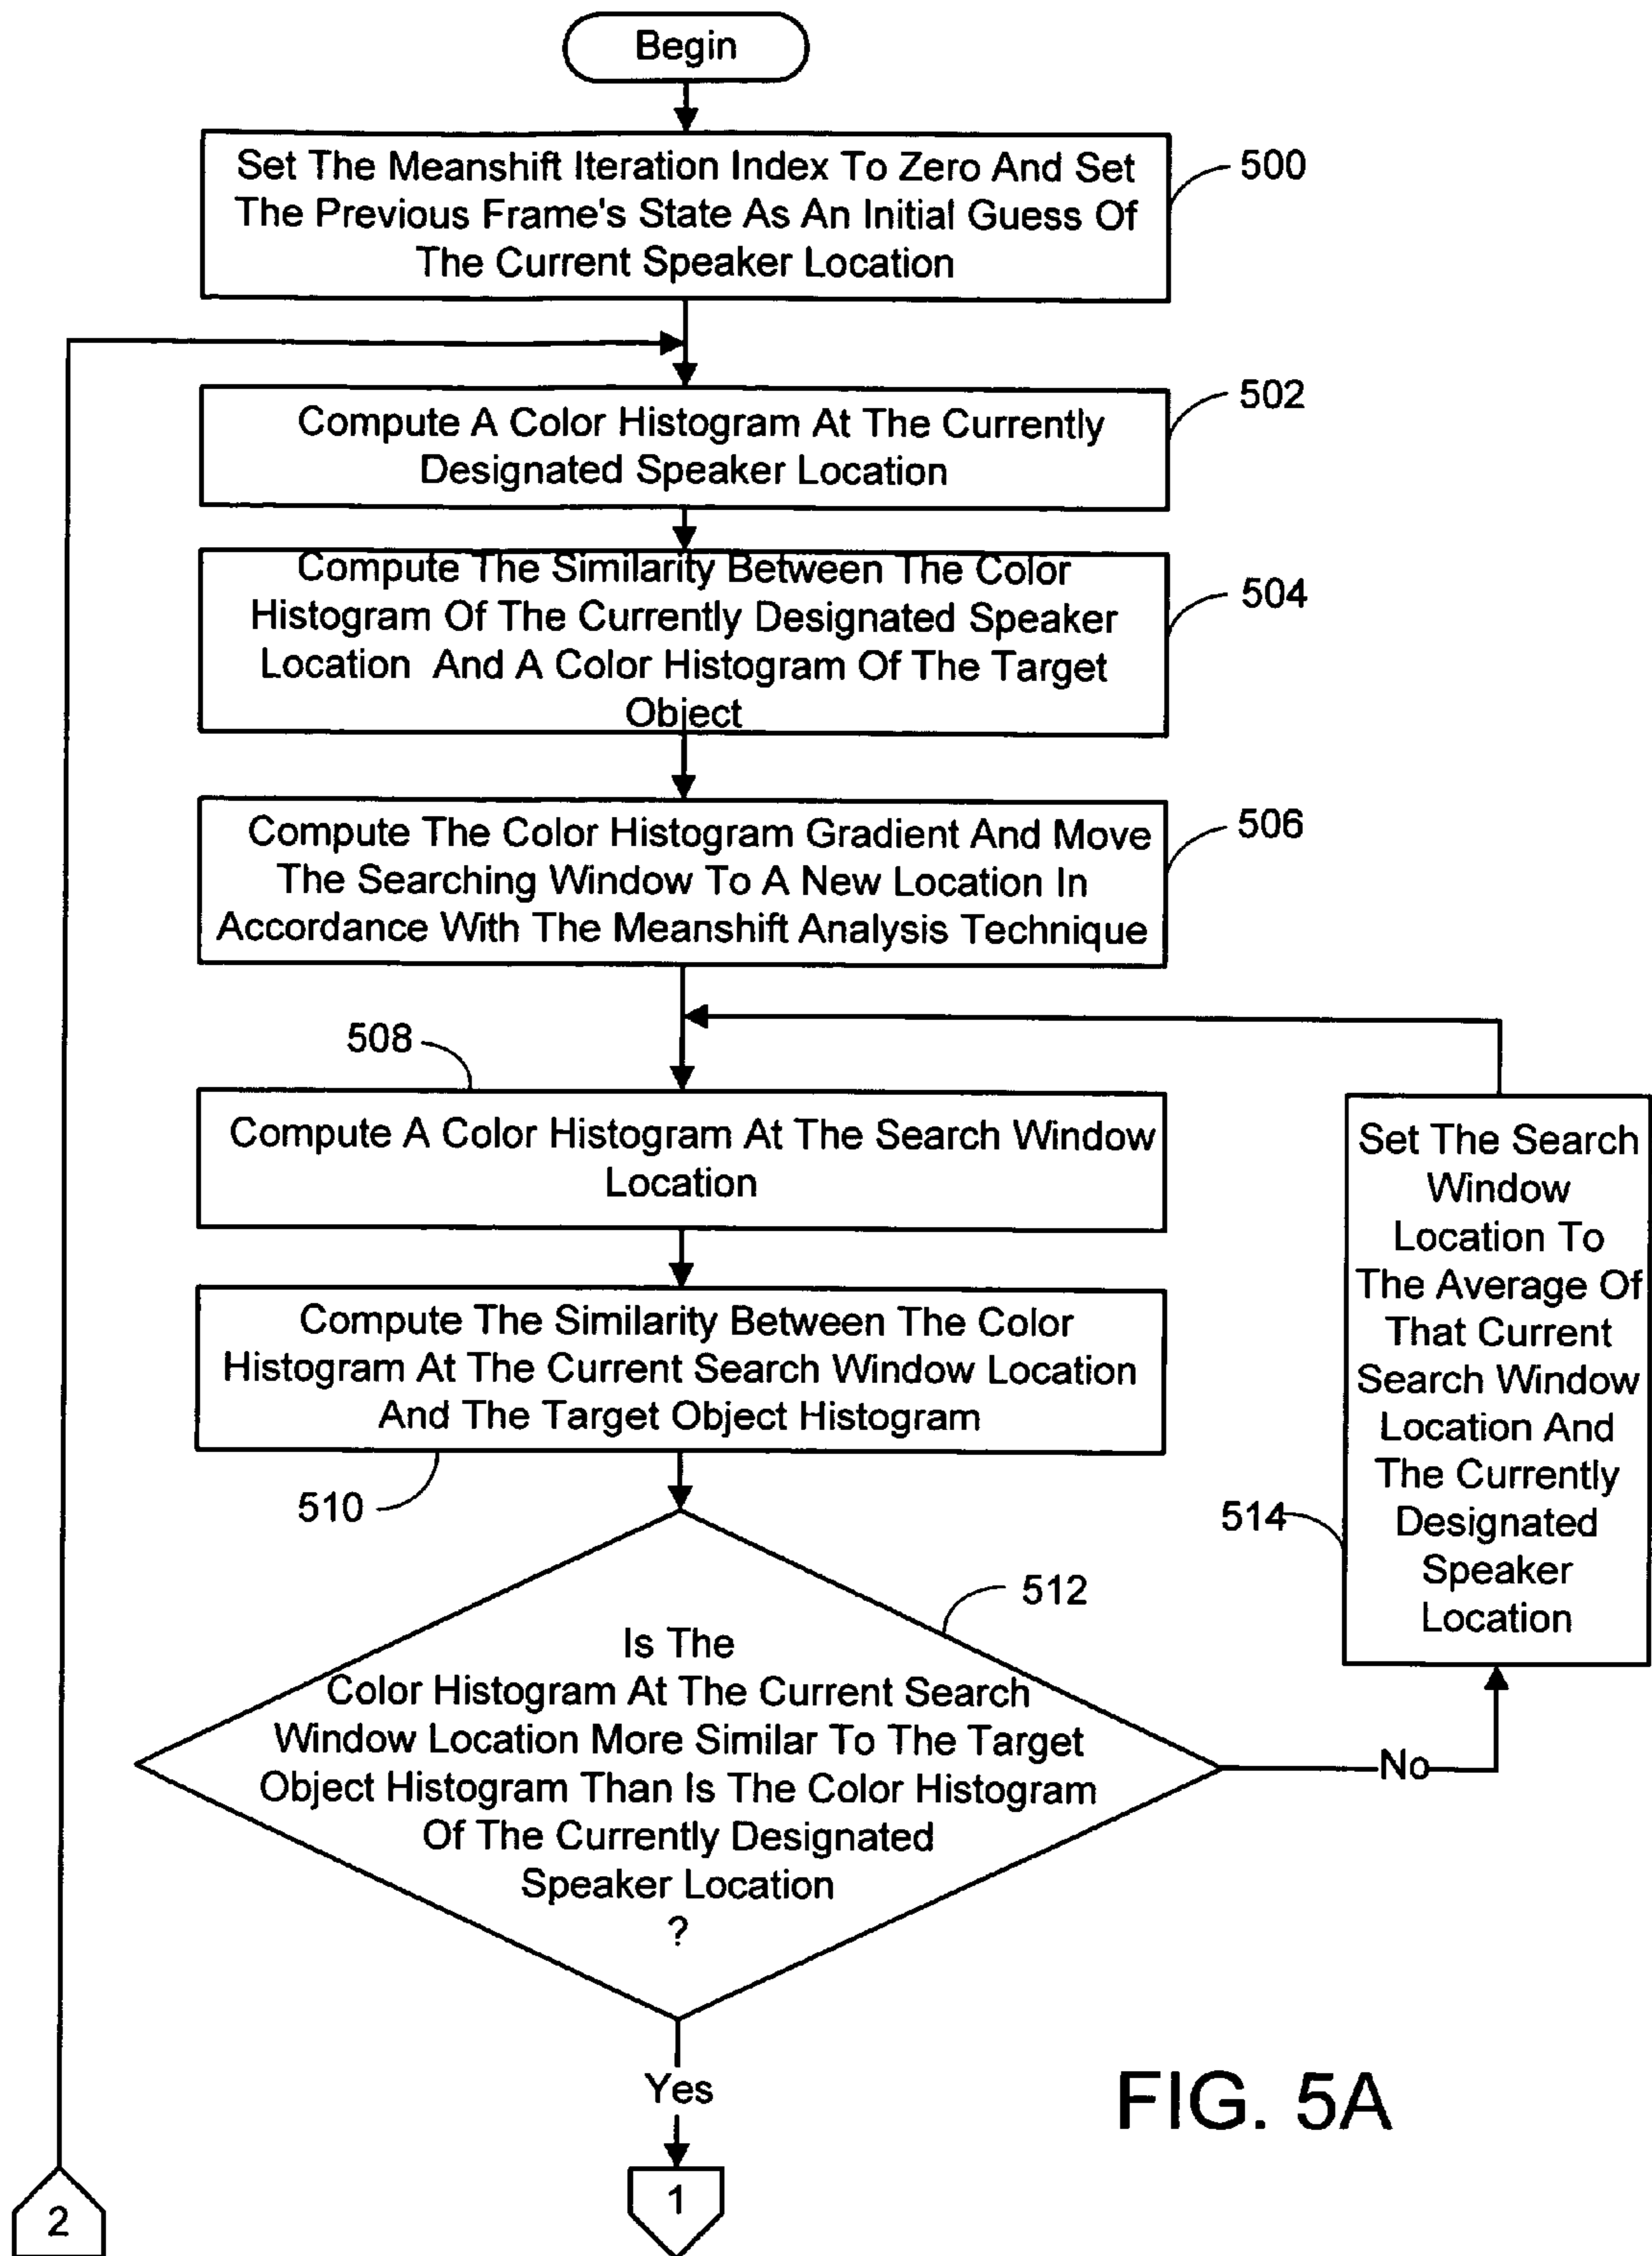 Begin
Set The Meanshift Iteration Index To Zero And Set
The Previous Frame's State As An Initial Guess Of
The Current Speaker Location
500
Compute A Color Histogram At The Currently
Designated Speaker Location
502
Compute The Similarity Between The Color
Histogram Of The Currently Designated Speaker
Location And A Color Histogram Of The Target
Object
504
Compute The Color Histogram Gradient And Move
The Searching Window To A New Location In
Accordance With The Meanshift Analysis Technique
506
508
Compute A Color Histogram At The Search Window
Location
Compute The Similarity Between The Color
Histogram At The Current Search Window Location
And The Target Object Histogram
510
Set The Search
Window
Location To
The Average Of
That Current
Search Window
Location And
The Currently
Designated
Speaker
Location
514
512
Is The
Color Histogram At The Current Search
Window Location More Similar To The Target
Object Histogram Than Is The Color Histogram
Of The Currently Designated
Speaker Location
?
No
Yes
1
2
FIG. 5A